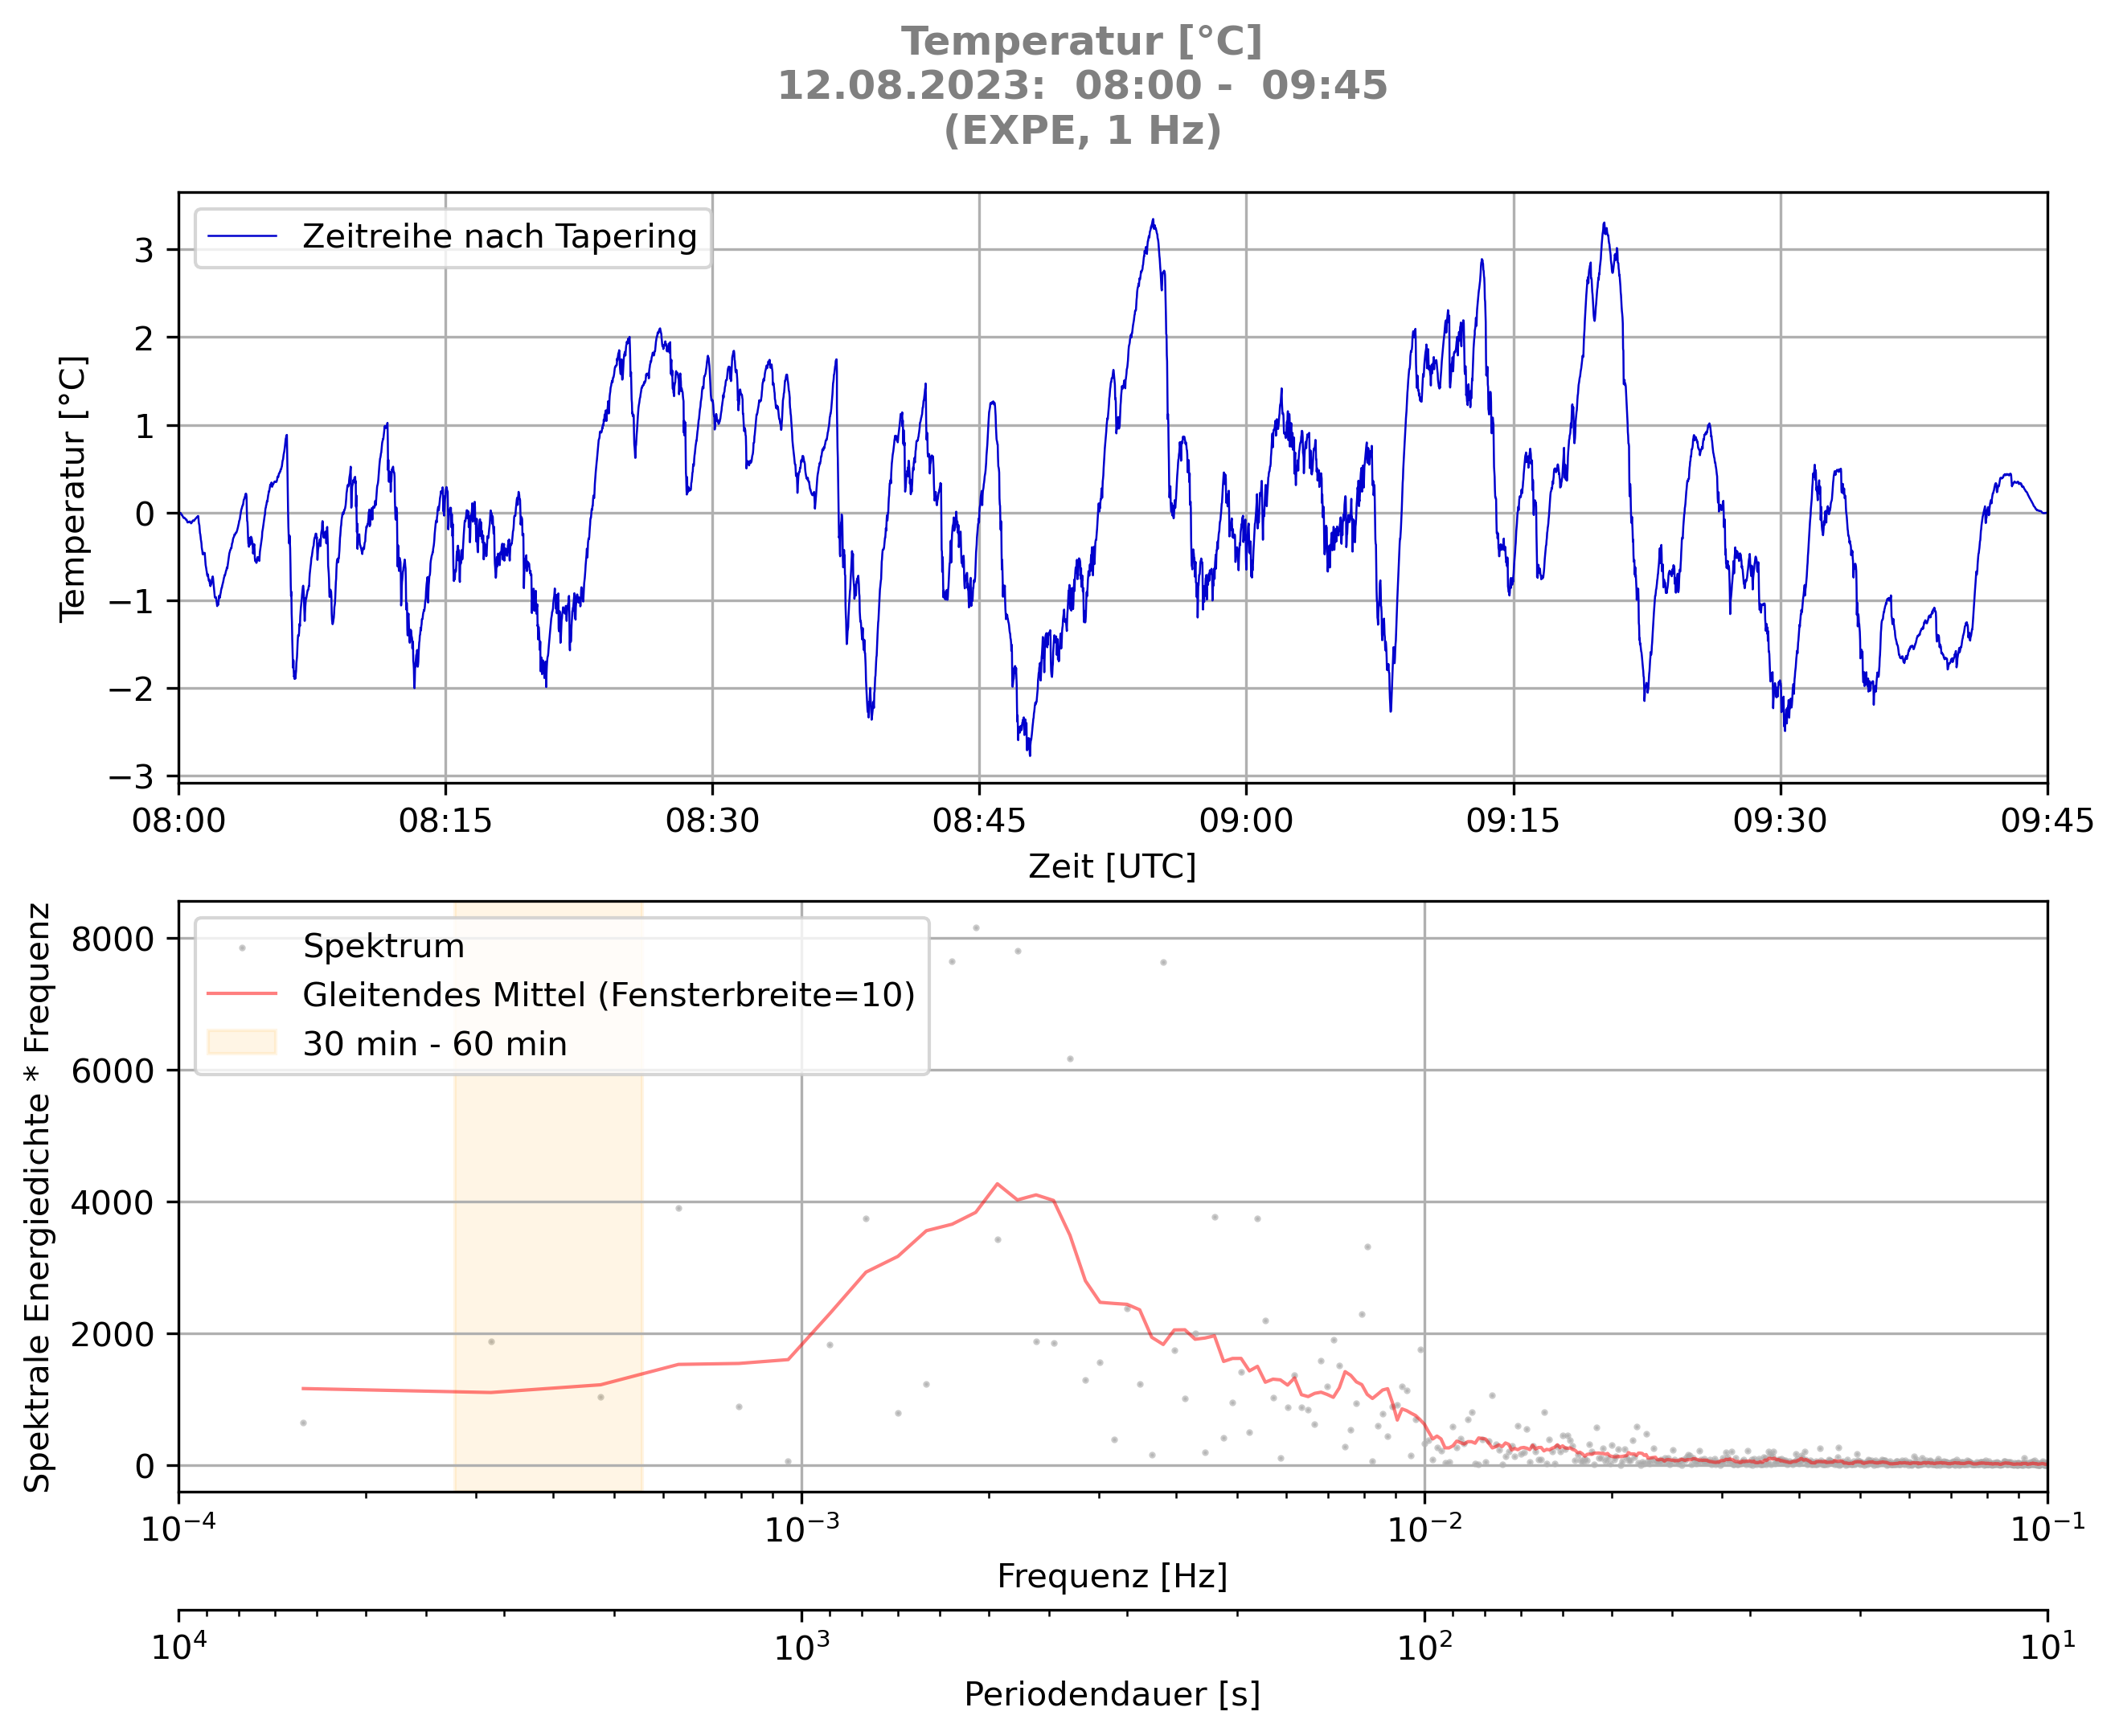 Temperatur [°C]
12.08.2023:  08:00 -  09:45
(EXPE, 1 Hz)
Zeitreihe nach Tapering
Temperatur [°C]
3
2
1
0
−1
−2
−3
08:00 08:15 08:30 08:45 09:00 09:15 09:30 09:45
Zeit [UTC]
Spektrum
Gleitendes Mittel (Fensterbreite=10)
30 min - 60 min
Spektrale Energiedichte * Frequenz
8000
6000
4000
2000
0
10⁻⁴ 10⁻³ 10⁻² 10⁻¹
Frequenz [Hz]
10⁴ 10³ 10² 10¹
Periodendauer [s]